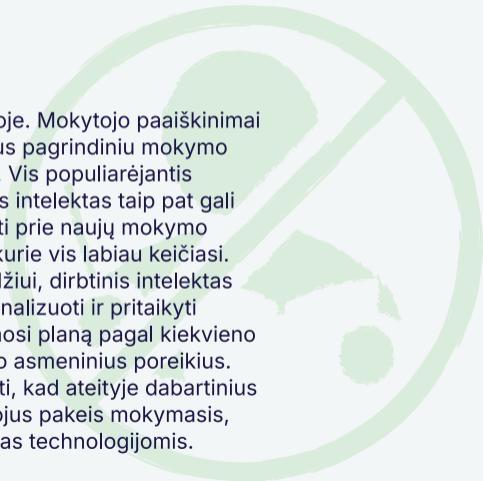 oje. Mokytojo paaiškinimai
us pagrindiniu mokymo
. Vis populiarėjantis
s intelektas taip pat gali
ti prie naujų mokymo
kurie vis labiau keičiasi.
džiui, dirbtinis intelektas
nalizuoti ir pritaikyti
nosi planą pagal kiekvieno
o asmeninius poreikius.
ti, kad ateityje dabartinius
ojus pakeis mokymasis,
as technologijomis.